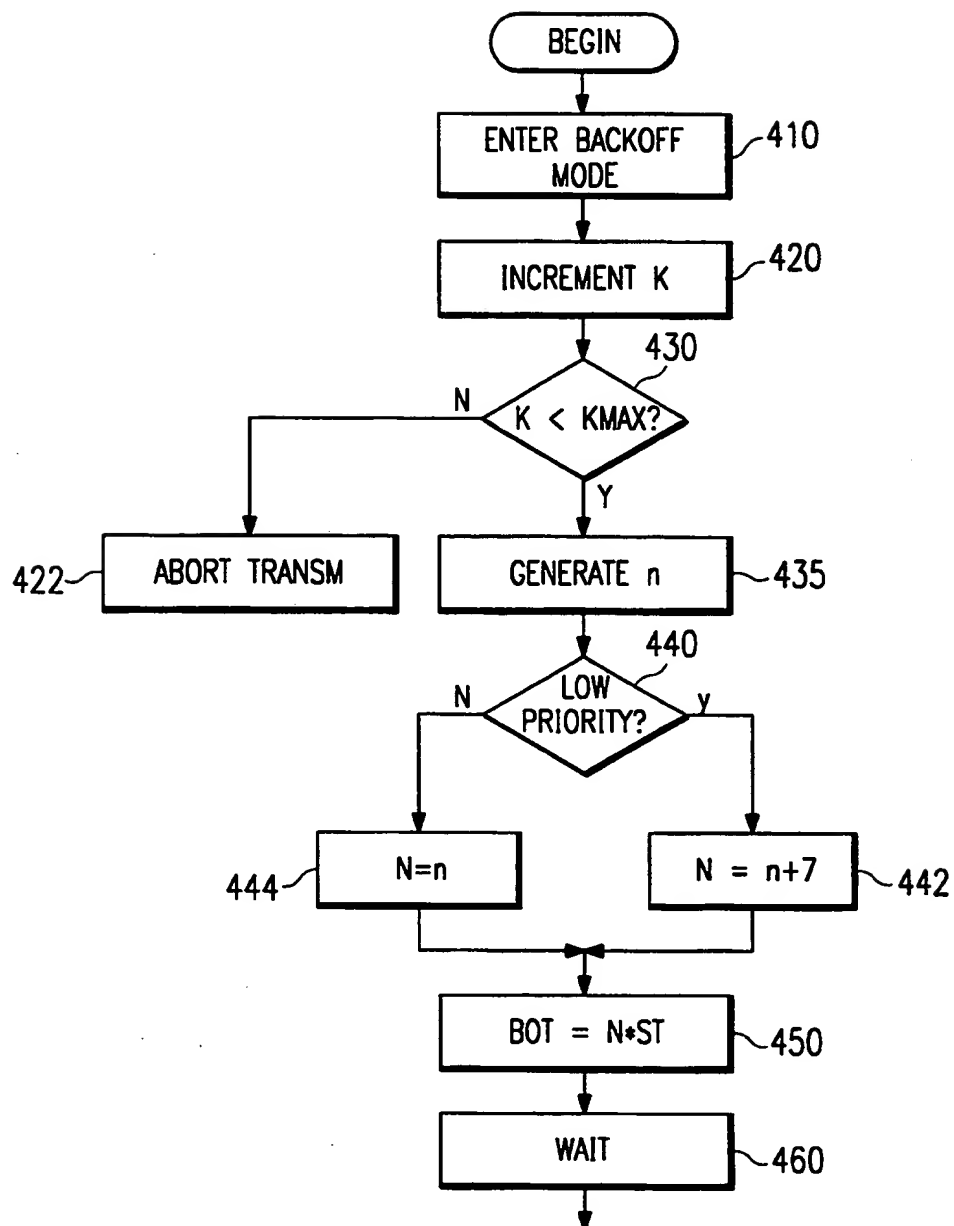 BEGIN
ENTER BACKOFF
MODE
410
INCREMENT K
420
430
N
K < KMAX?
Y
422
ABORT TRANSM
GENERATE n
435
440
N
LOW
PRIORITY?
y
444
N=n
N = n+7
442
BOT = N*ST
450
WAIT
460